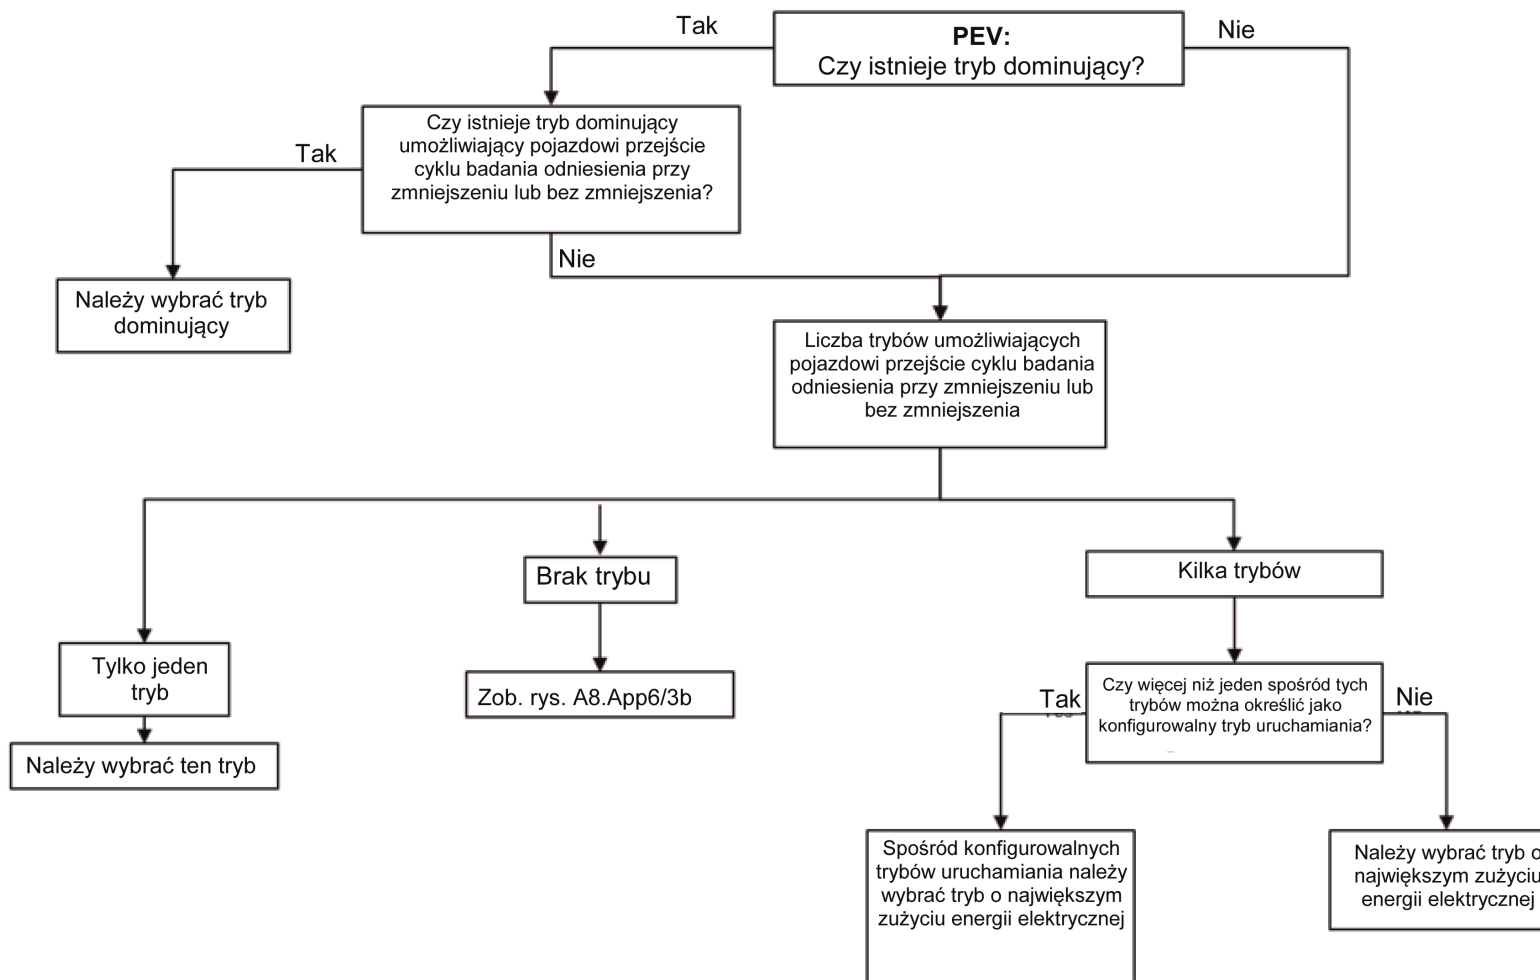 PEV:
Czy istnieje tryb dominujący?
Tak
Nie
Czy istnieje tryb dominujący
umożliwiający pojazdowi przejście
cyklu badania odniesienia przy
zmniejszeniu lub bez zmniejszenia?
Tak
Nie
Należy wybrać tryb
dominujący
Liczba trybów umożliwiających
pojazdowi przejście cyklu badania
odniesienia przy zmniejszeniu lub
bez zmniejszenia
Tylko jeden
tryb
Należy wybrać ten tryb
Brak trybu
Zob. rys. A8.App6/3b
Kilka trybów
Czy więcej niż jeden spośród tych
trybów można określić jako
konfigurowalny tryb uruchamiania?
Tak
Nie
Spośród konfigurowalnych
trybów uruchamiania należy
wybrać tryb o największym
zużyciu energii elektrycznej
Należy wybrać tryb o
największym zużyciu
energii elektrycznej